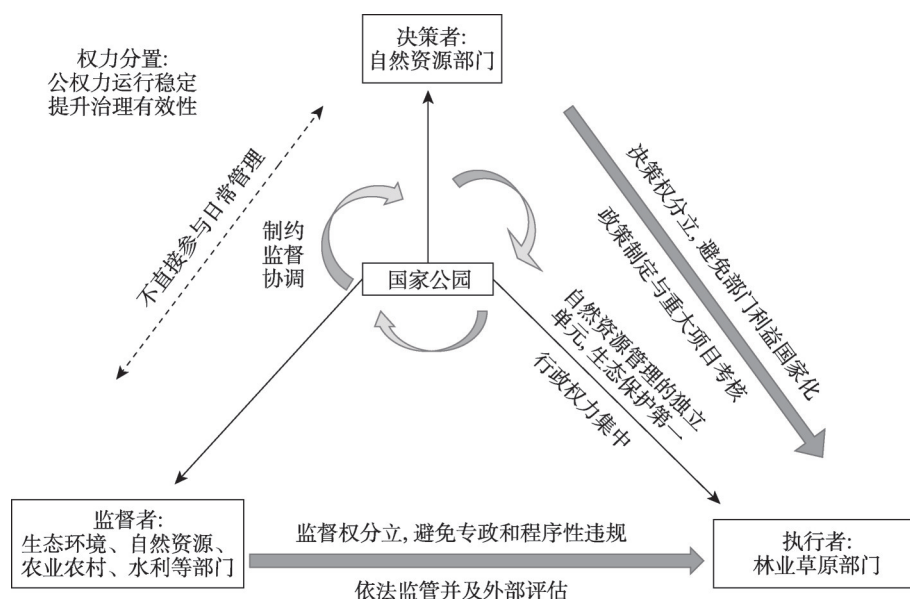 决策者:
自然资源部门
权力分置:
公权力运行稳定
提升治理有效性
不直接参与日常管理
制约
监督
协调
国家公园
决策权分立, 避免部门利益国家化
政策制定与重大项目考核
自然资源管理的独立
单元, 生态保护第一
行政权力集中
监督者:
生态环境、自然资源、
农业农村、水利等部门
监督权分立, 避免专政和程序性违规
依法监管并及外部评估
执行者:
林业草原部门